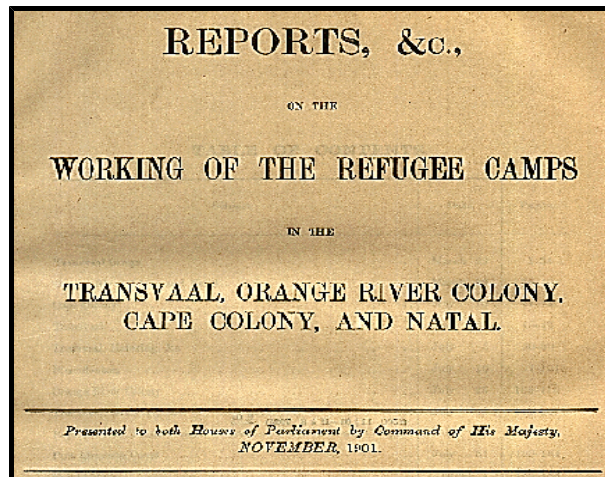 REPORTS, &c.,
ON THE
WORKING OF THE REFUGEE CAMPS
IN THE
TRANSVAAL, ORANGE RIVER COLONY,
CAPE COLONY, AND NATAL.
Presented to both Houses of Parliament by Command of His Majesty,
NOVEMBER, 1901.